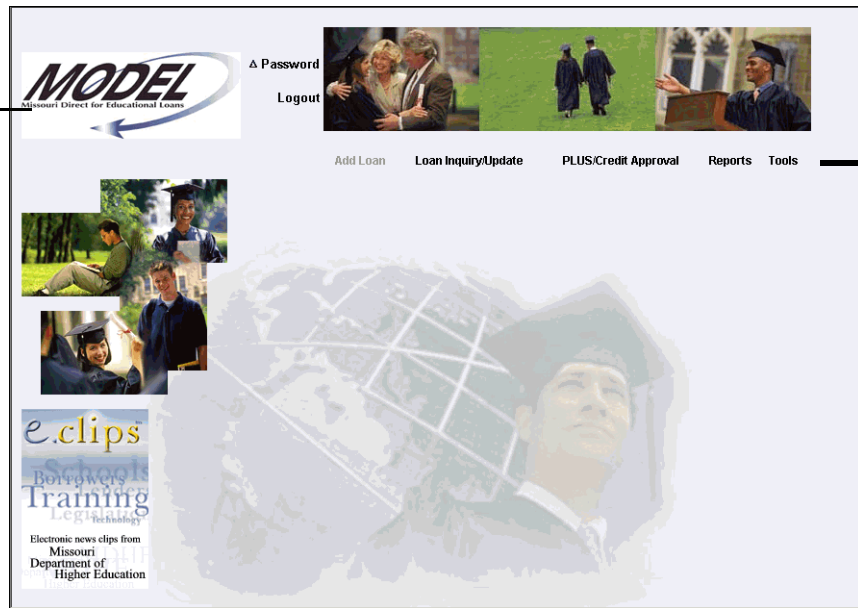 MODEL
Missouri Direct for Educational Loans
Δ Password
Logout
Add Loan Loan Inquiry/Update PLUS/Credit Approval Reports Tools
e.clips
Schools
Borrowers
Lenders
Training
Legislation
Technology
Electronic news clips from
Missouri
Department of
Higher Education